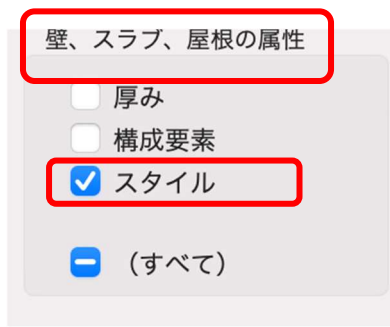 壁、スラブ、屋根の属性
厚み
構成要素
スタイル
(すべて)